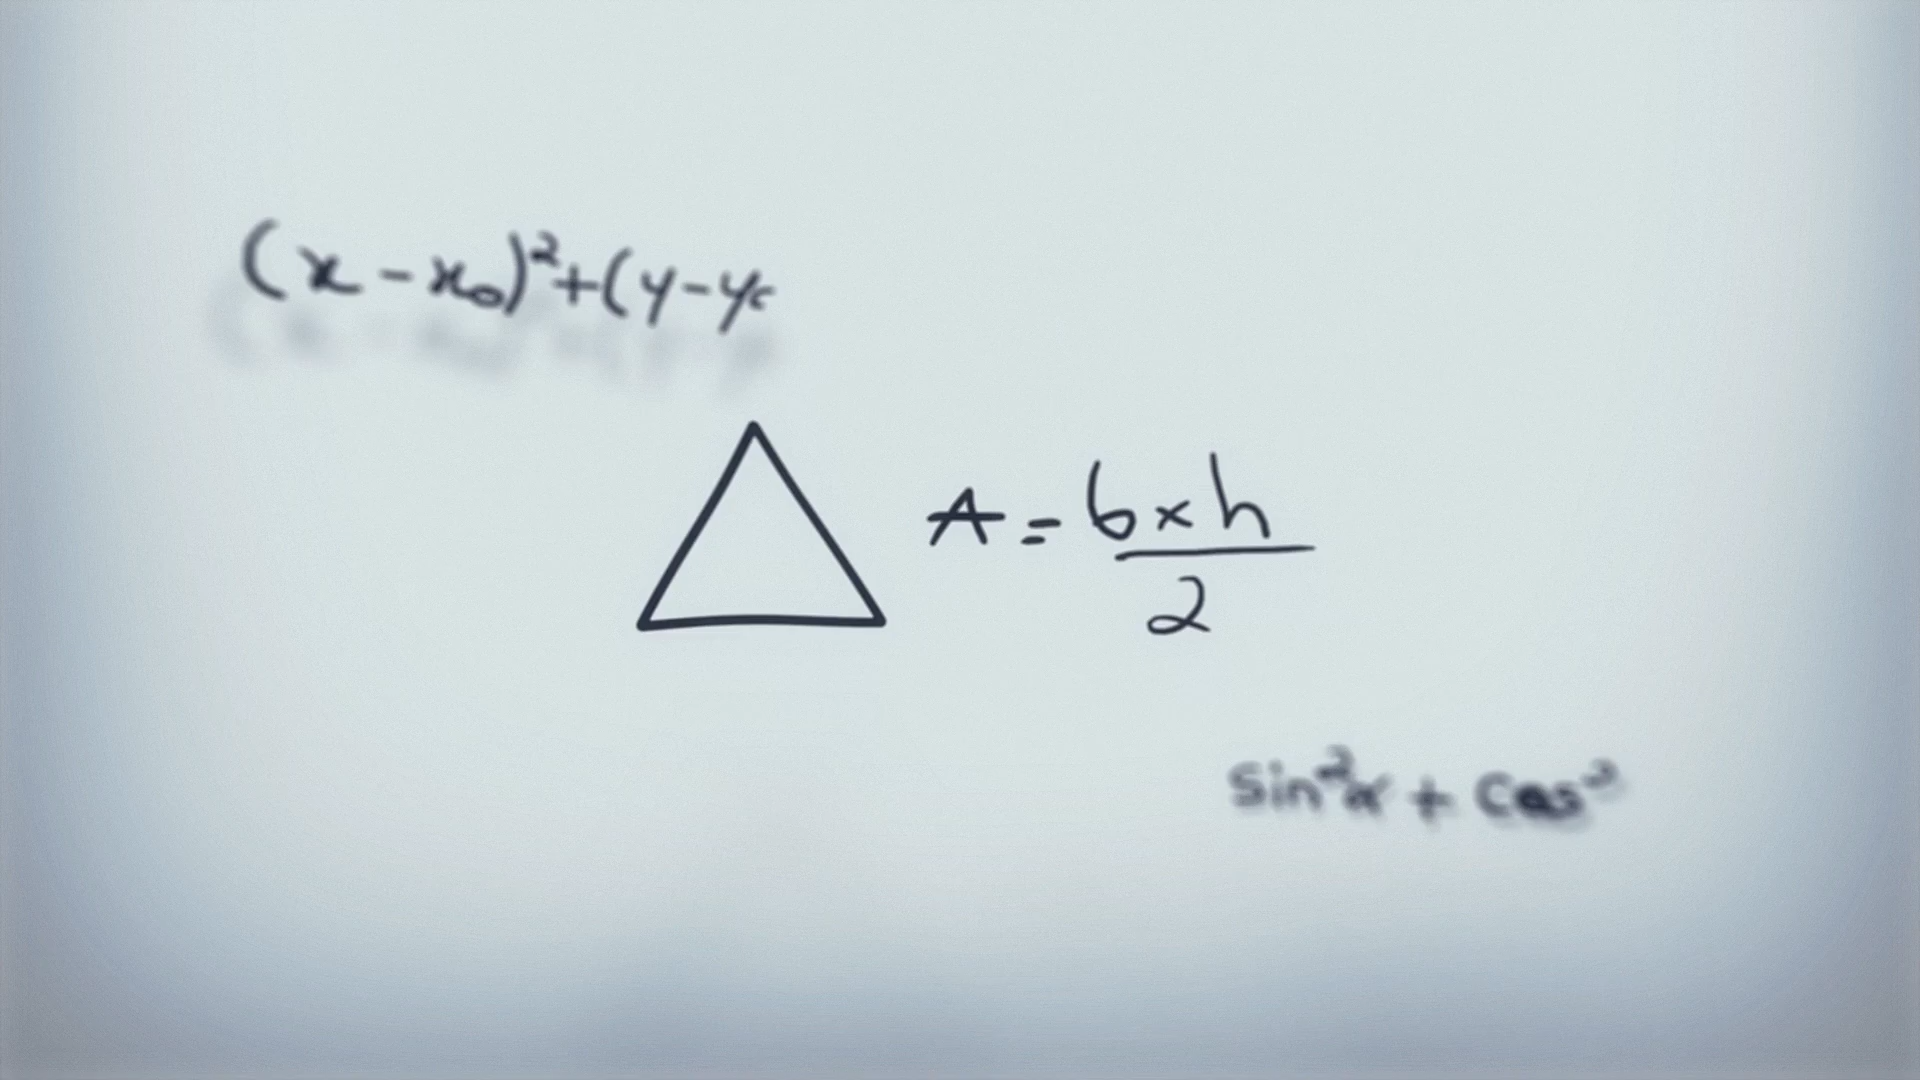 (x - x₀)² + (y - y
A = b × h / 2
sin²x + cos²